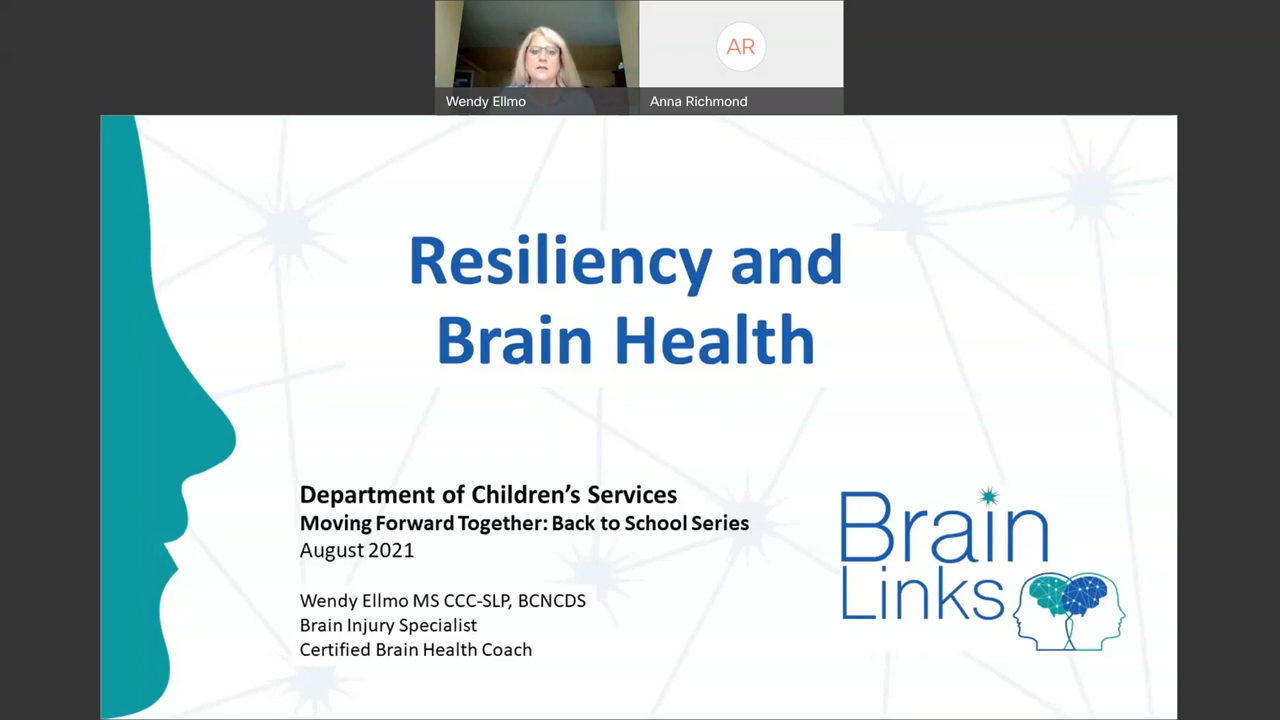 AR
Wendy Ellmo
Anna Richmond
Resiliency and
Brain Health
Department of Children's Services
Moving Forward Together: Back to School Series
August 2021
Wendy Ellmo MS CCC-SLP, BCNCDS
Brain Injury Specialist
Certified Brain Health Coach
Brain
Links